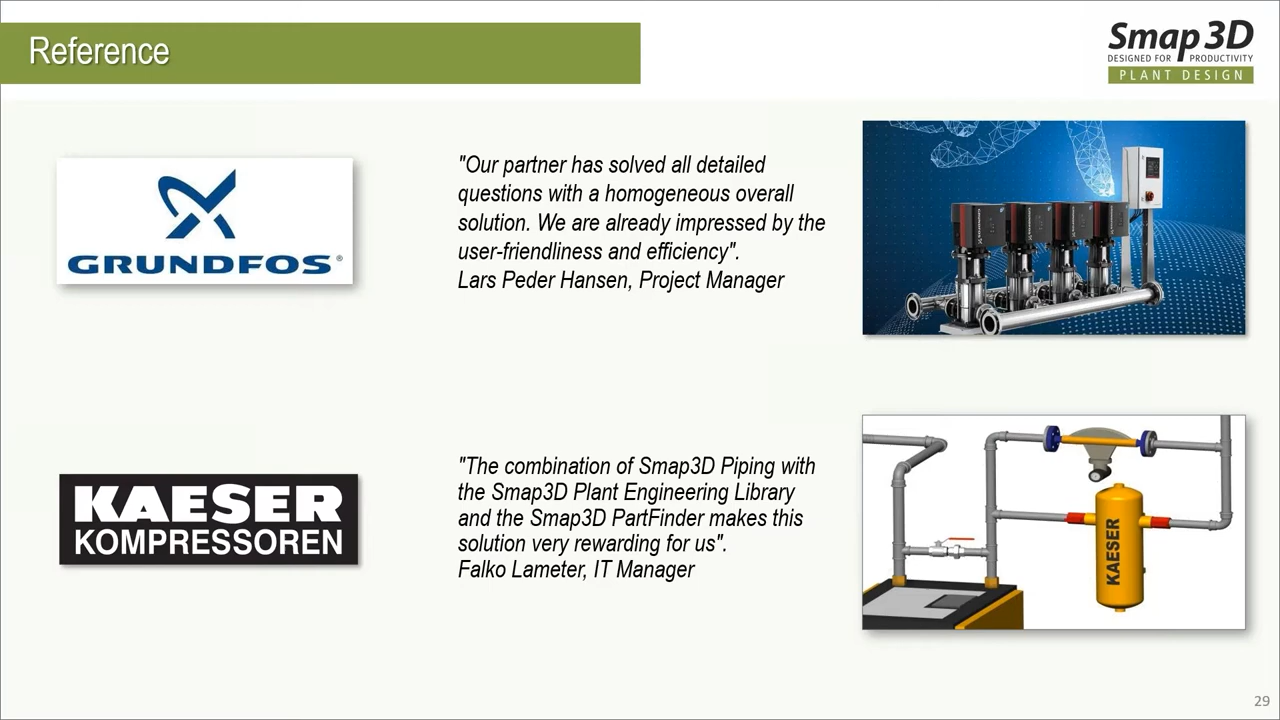 Reference
Smap3D
DESIGNED FOR PRODUCTIVITY
PLANT DESIGN
GRUNDFOS®
"Our partner has solved all detailed
questions with a homogeneous overall
solution. We are already impressed by the
user-friendliness and efficiency".
Lars Peder Hansen, Project Manager
KAESER
KOMPRESSOREN
"The combination of Smap3D Piping with
the Smap3D Plant Engineering Library
and the Smap3D PartFinder makes this
solution very rewarding for us".
Falko Lameter, IT Manager
KAESER
29